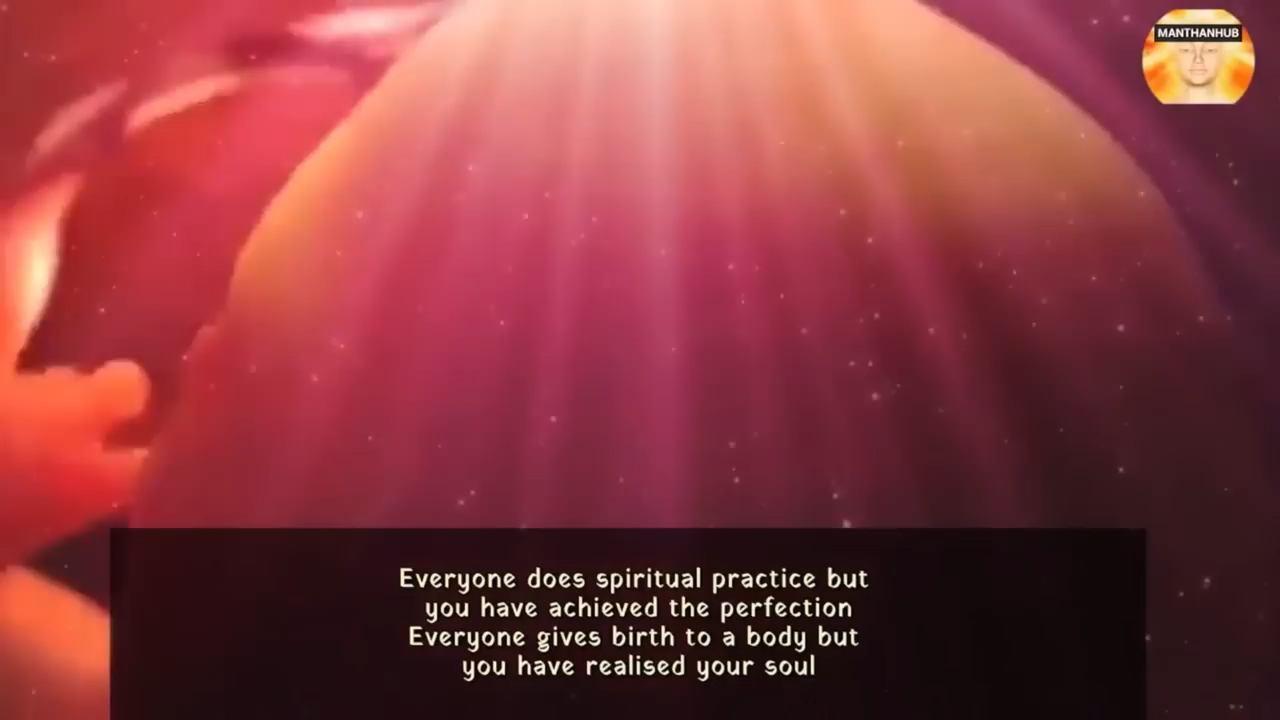 MANTHANHUB
Everyone does spiritual practice but
you have achieved the perfection
Everyone gives birth to a body but
you have realised your soul